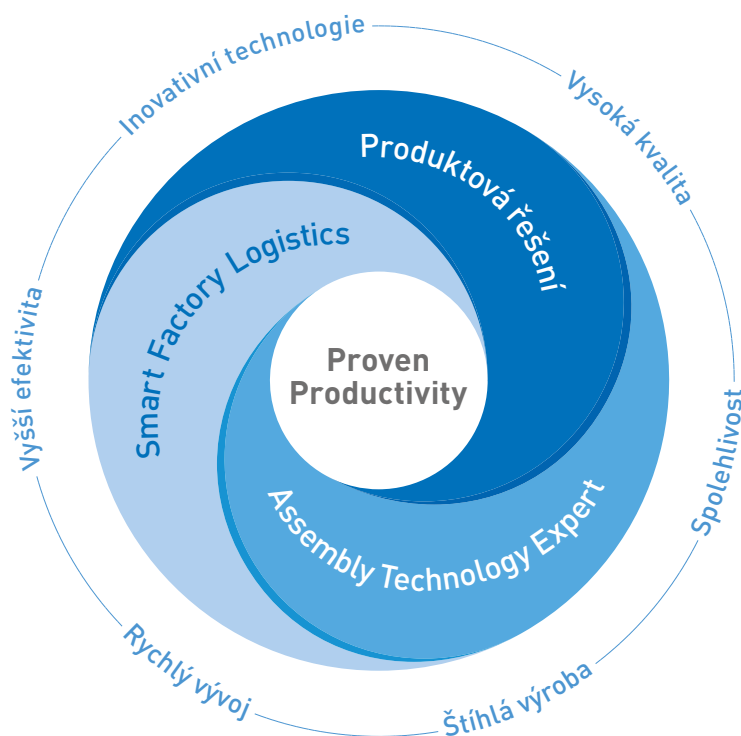 Inovativní technologie
Vysoká kvalita
Produktová řešení
Smart Factory Logistics
Vyšší efektivita
Proven
Productivity
Spolehlivost
Assembly Technology Expert
Rychlý vývoj
Štíhlá výroba